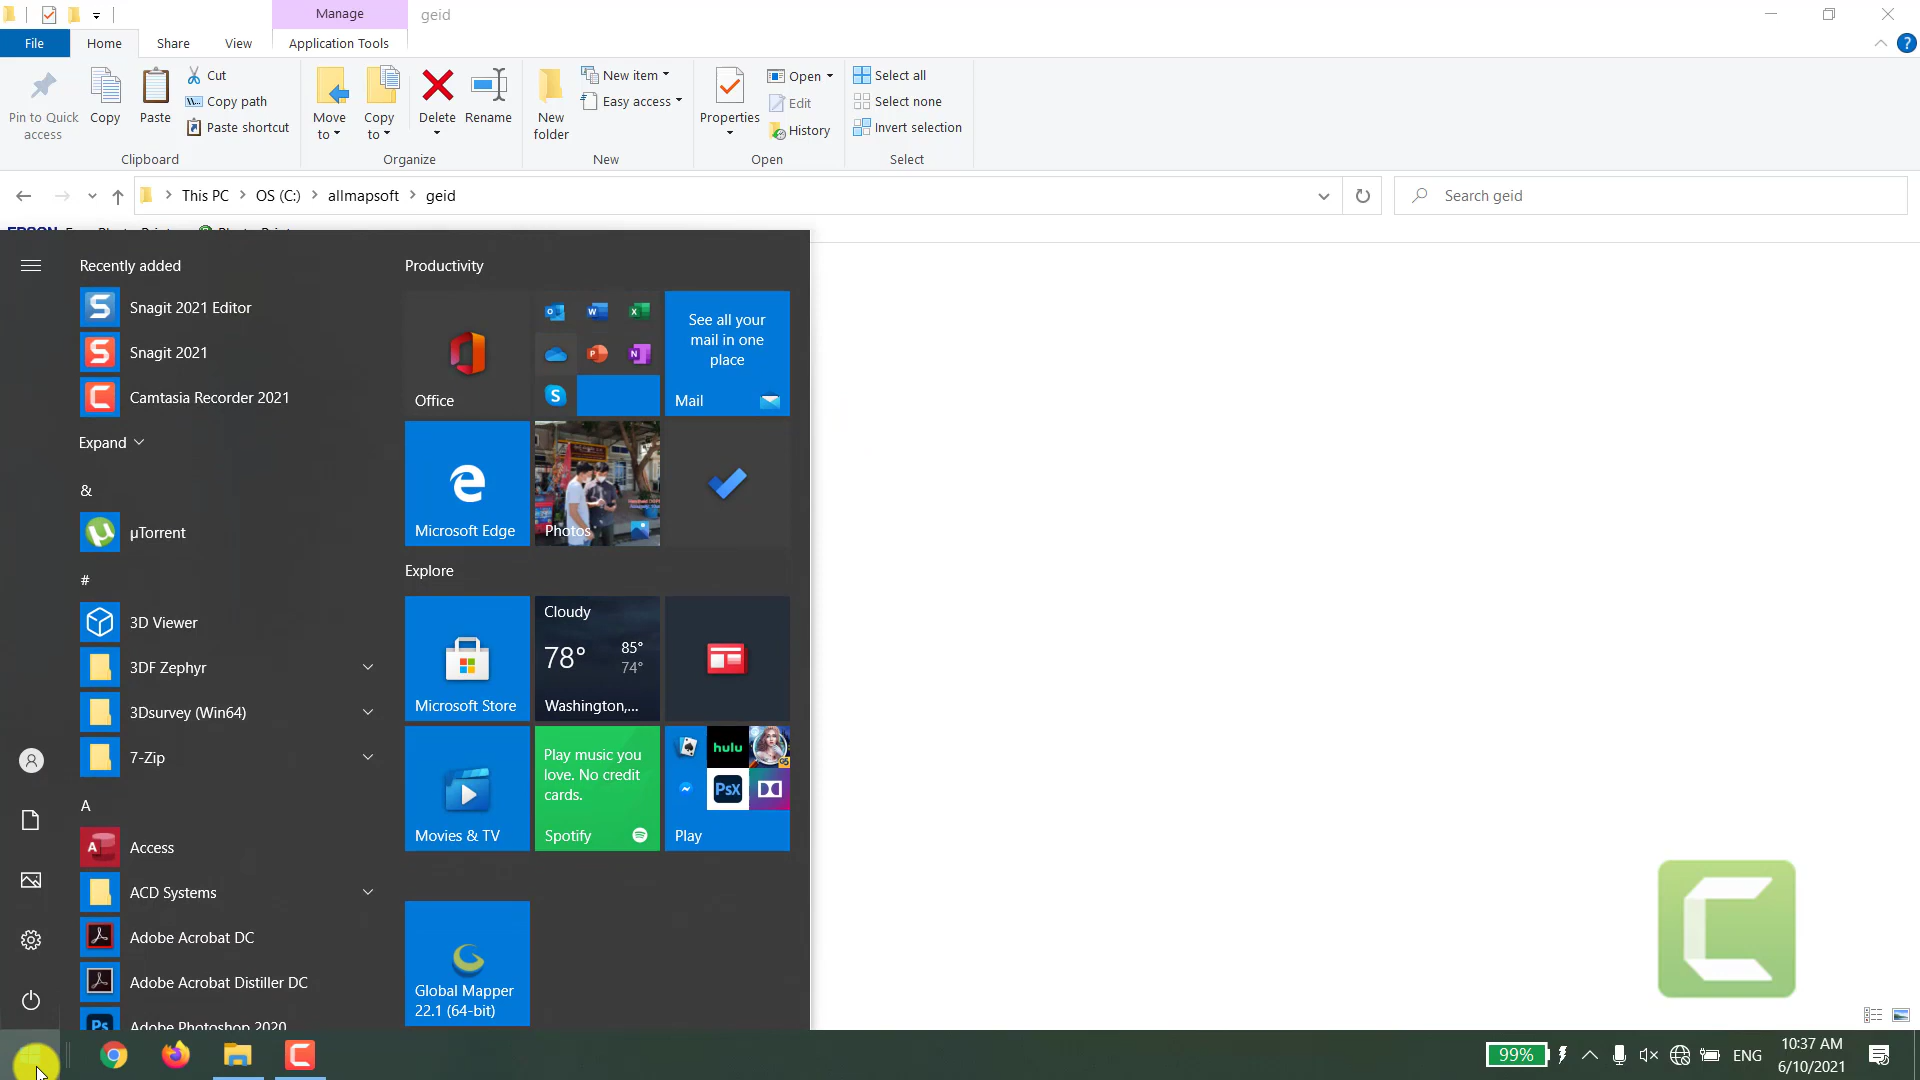 Manage
geid
File
Home
Share
View
Application Tools
Pin to Quick access
Copy
Paste
Cut
Copy path
Paste shortcut
Clipboard
Move to
Copy to
Delete
Rename
Organize
New folder
New item
Easy access
New
Properties
Open
Edit
History
Open
Select all
Select none
Invert selection
Select
This PC
OS (C:)
allmapsoft
geid
Search geid
Recently added
Snagit 2021 Editor
Snagit 2021
Camtasia Recorder 2021
Expand
&
µTorrent
#
3D Viewer
3DF Zephyr
3Dsurvey (Win64)
7-Zip
A
Access
ACD Systems
Adobe Acrobat DC
Adobe Acrobat Distiller DC
Adobe Photoshop 2020
Productivity
Office
See all your
mail in one
place
Mail
Microsoft Edge
Photos
Explore
Microsoft Store
Cloudy
78°
85°
74°
Washington,...
Movies & TV
Play music you
love. No credit
cards.
Spotify
hulu
PsX
Play
Global Mapper
22.1 (64-bit)
99%
ENG
10:37 AM
6/10/2021